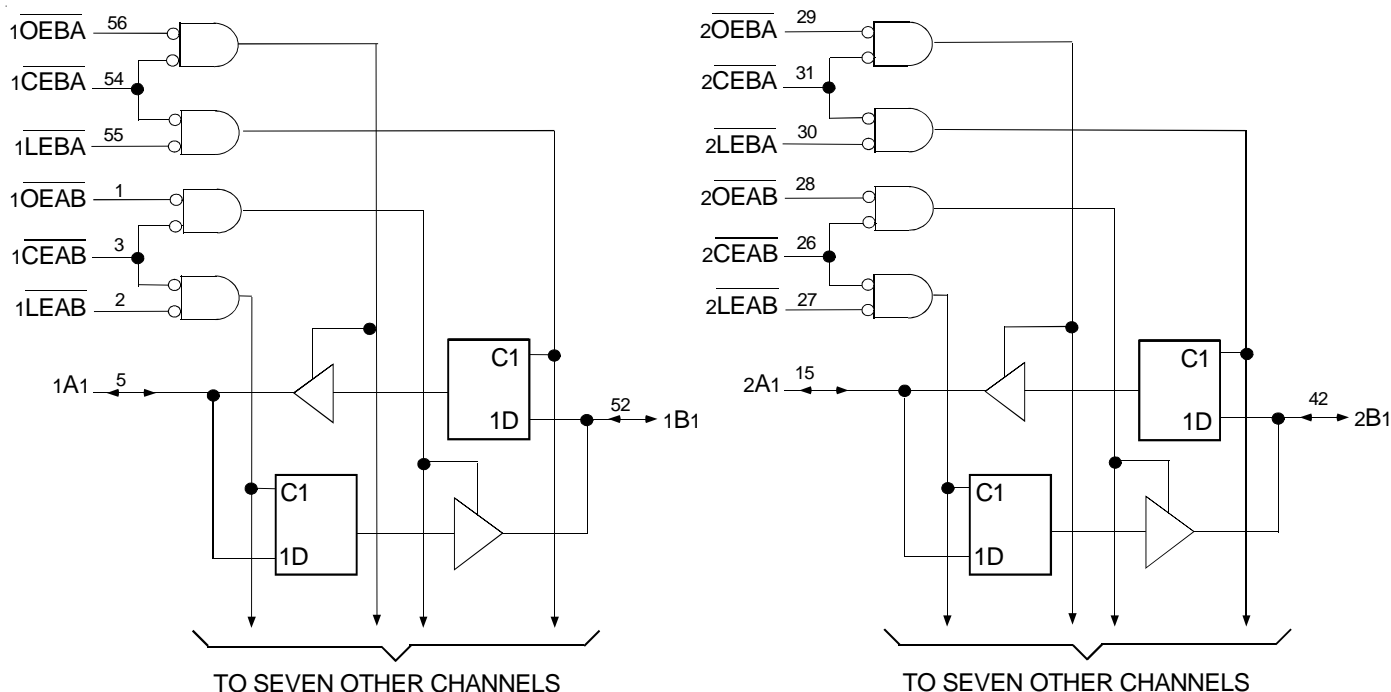 1OEBA 56
1CEBA 54
1LEBA 55
1OEAB 1
1CEAB 3
1LEAB 2
1A1 5
C1
1D
52 1B1
C1
1D
TO SEVEN OTHER CHANNELS
2OEBA 29
2CEBA 31
2LEBA 30
2OEAB 28
2CEAB 26
2LEAB 27
2A1 15
C1
1D
42 2B1
C1
1D
TO SEVEN OTHER CHANNELS